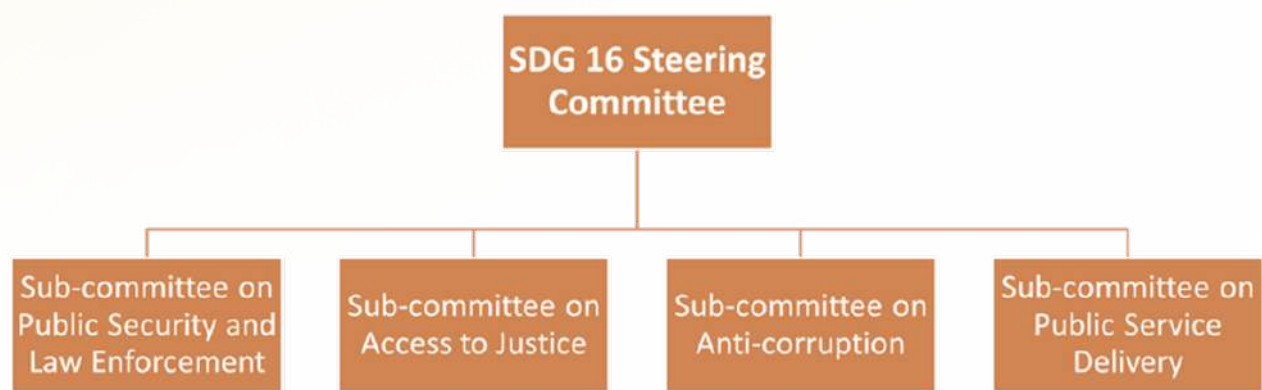 SDG 16 Steering
Committee
Sub-committee on
Public Security and
Law Enforcement
Sub-committee on
Access to Justice
Sub-committee on
Anti-corruption
Sub-committee on
Public Service
Delivery